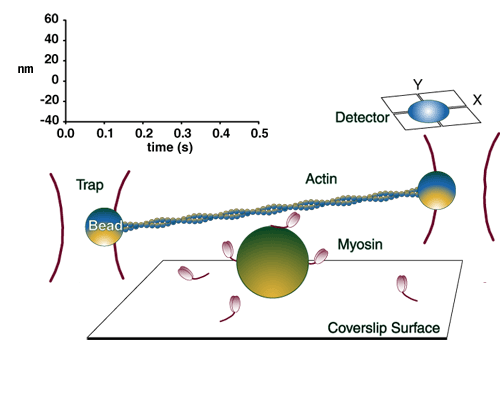 60
40
nm
20
0
-20
-40
0.0 0.1 0.2 0.3 0.4 0.5
time (s)
Y
X
Detector
Trap
Actin
Bead
Myosin
Coverslip Surface